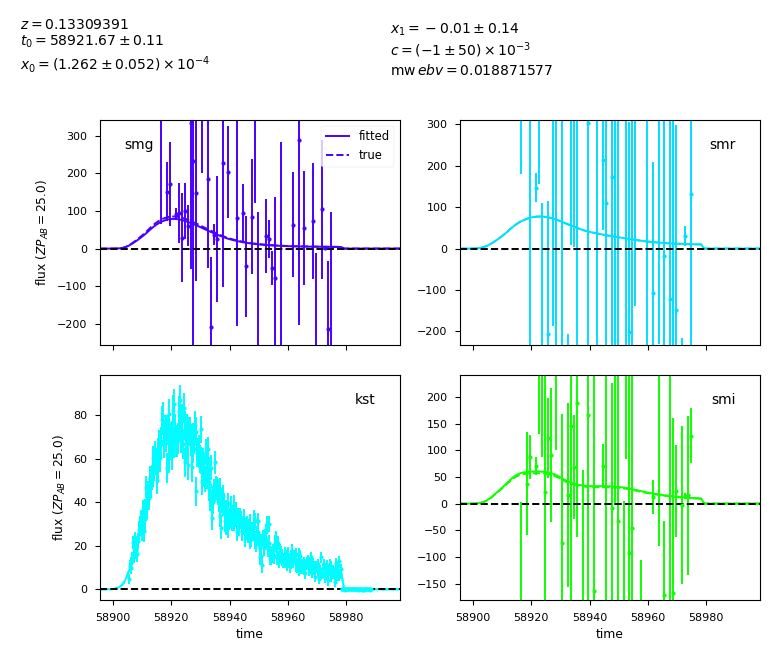 z = 0.13309391
t₀ = 58921.67 ± 0.11
x₀ = (1.262 ± 0.052) × 10⁻⁴
x₁ = −0.01 ± 0.14
c = (−1 ± 50) × 10⁻³
mw ebv = 0.018871577
smg
fitted
true
300
200
100
0
−100
−200
flux (ZP_AB = 25.0)
smr
300
200
100
0
−100
−200
kst
80
60
40
20
0
flux (ZP_AB = 25.0)
58900 58920 58940 58960 58980
time
smi
200
150
100
50
0
−50
−100
−150
58900 58920 58940 58960 58980
time